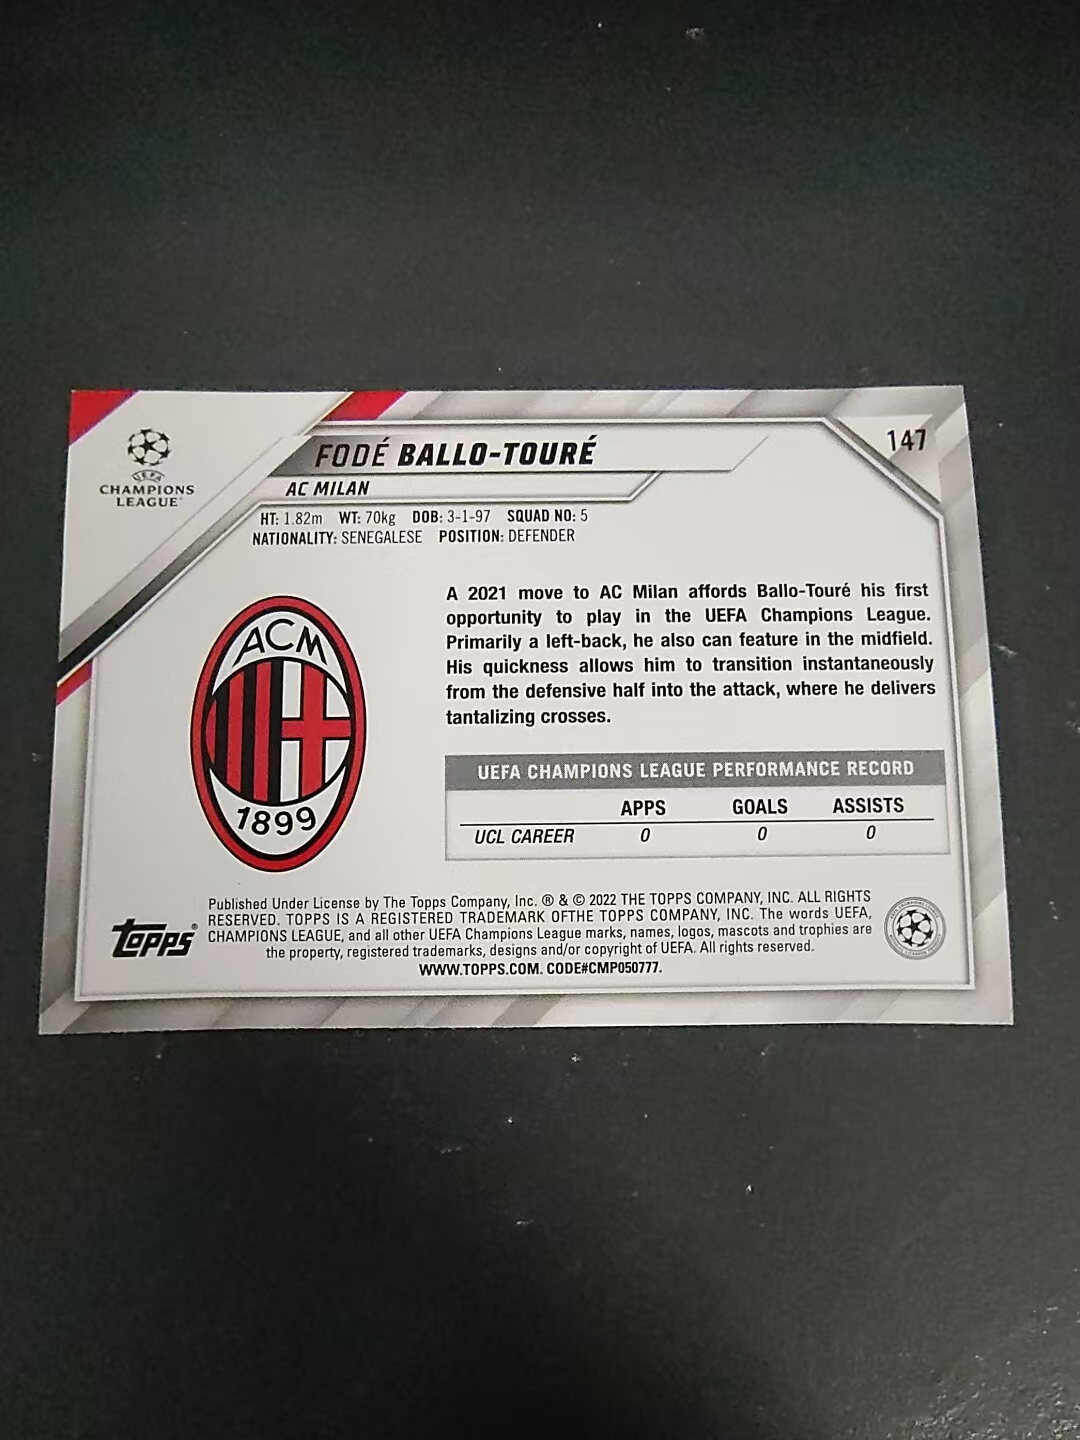 147
FODÉ BALLO-TOURÉ
UEFA
CHAMPIONS
LEAGUE
AC MILAN
HT: 1.82m WT: 70kg DOB: 3-1-97 SQUAD NO: 5
NATIONALITY: SENEGALESE POSITION: DEFENDER
A 2021 move to AC Milan affords Ballo-Touré his first
opportunity to play in the UEFA Champions League.
Primarily a left-back, he also can feature in the midfield.
His quickness allows him to transition instantaneously
from the defensive half into the attack, where he delivers
tantalizing crosses.
ACM
1899
UEFA CHAMPIONS LEAGUE PERFORMANCE RECORD
APPS GOALS ASSISTS
UCL CAREER 0 0 0
Published Under License by The Topps Company, Inc. ® & © 2022 THE TOPPS COMPANY, INC. ALL RIGHTS
RESERVED. TOPPS IS A REGISTERED TRADEMARK OFTHE TOPPS COMPANY, INC. The words UEFA,
CHAMPIONS LEAGUE, and all other UEFA Champions League marks, names, logos, mascots and trophies are
the property, registered trademarks, designs and/or copyright of UEFA. All rights reserved.
WWW.TOPPS.COM. CODE#CMP050777.
Topps®